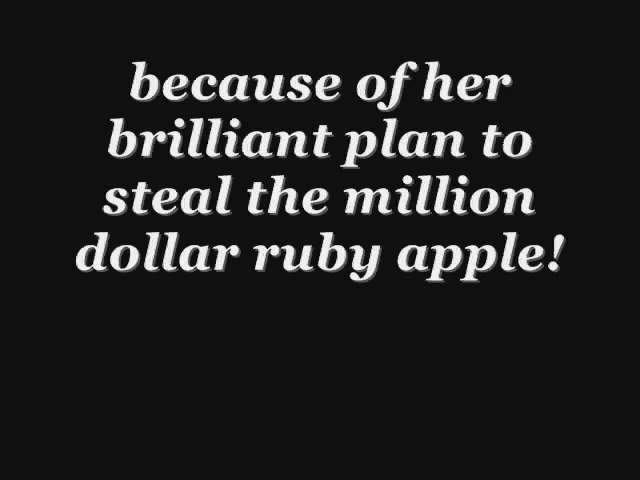 because of her
brilliant plan to
steal the million
dollar ruby apple!